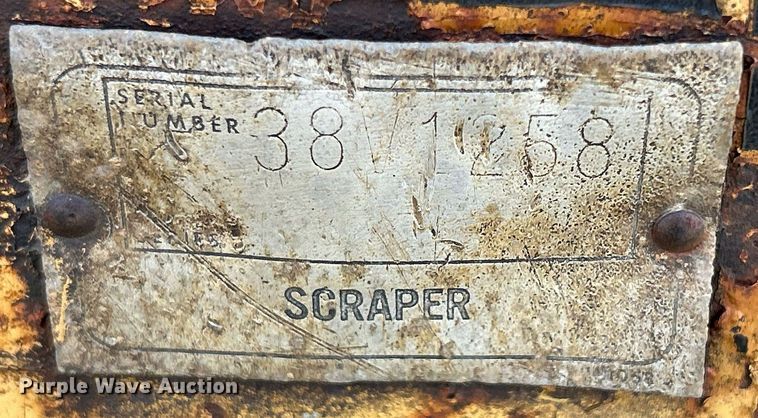 SERIAL
NUMBER 38V1258
SCRAPER
Purple Wave Auction